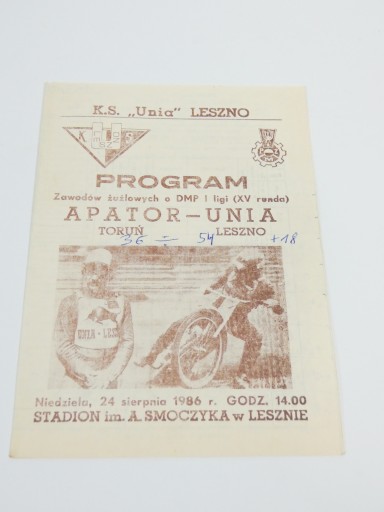 K.S. „Unia" LESZNO
PROGRAM
Zawodów żużlowych o DMP I ligi (XV runda)
APATOR–UNIA
TORUŃ LESZNO
36 ÷ 54 +18
UNIA-LESZ
Niedziela, 24 sierpnia 1986 r. GODZ. 14.00
STADION im. A. SMOCZYKA w LESZNIE